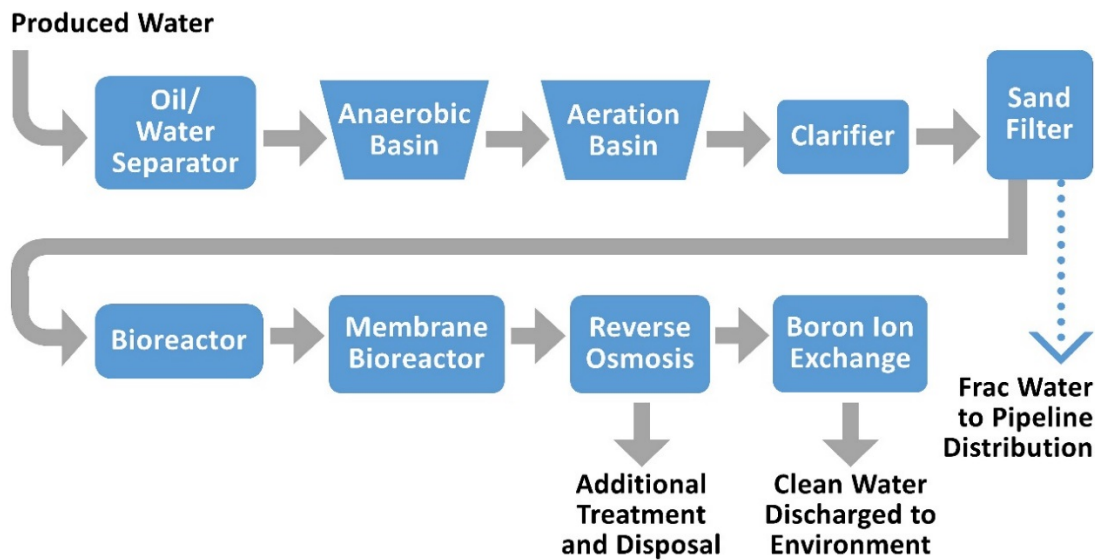 Produced Water
Oil/
Water
Separator
Anaerobic
Basin
Aeration
Basin
Clarifier
Sand
Filter
Bioreactor
Membrane
Bioreactor
Reverse
Osmosis
Boron Ion
Exchange
Frac Water
to Pipeline
Distribution
Additional
Treatment
and Disposal
Clean Water
Discharged to
Environment